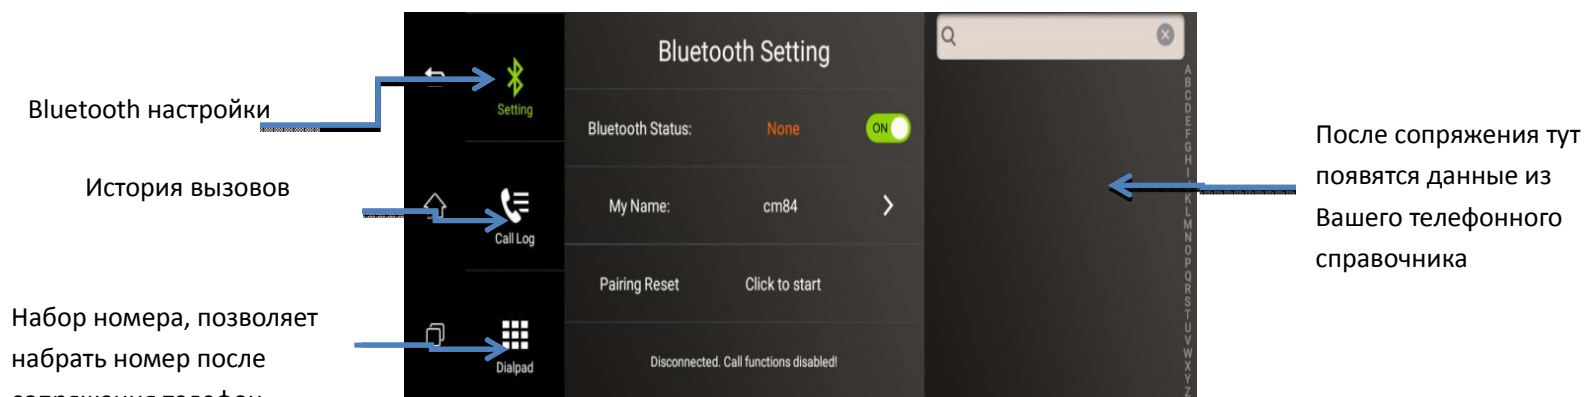 Bluetooth настройки
История вызовов
Набор номера, позволяет
набрать номер после
сопряжения телефон
Setting
Call Log
Dialpad
Bluetooth Setting
Bluetooth Status: None ON
My Name: cm84
Pairing Reset Click to start
Disconnected. Call functions disabled!
A
B
C
D
E
F
G
H
I
K
L
M
N
O
P
Q
R
S
T
U
V
W
X
Y
Z
После сопряжения тут
появятся данные из
Вашего телефонного
справочника